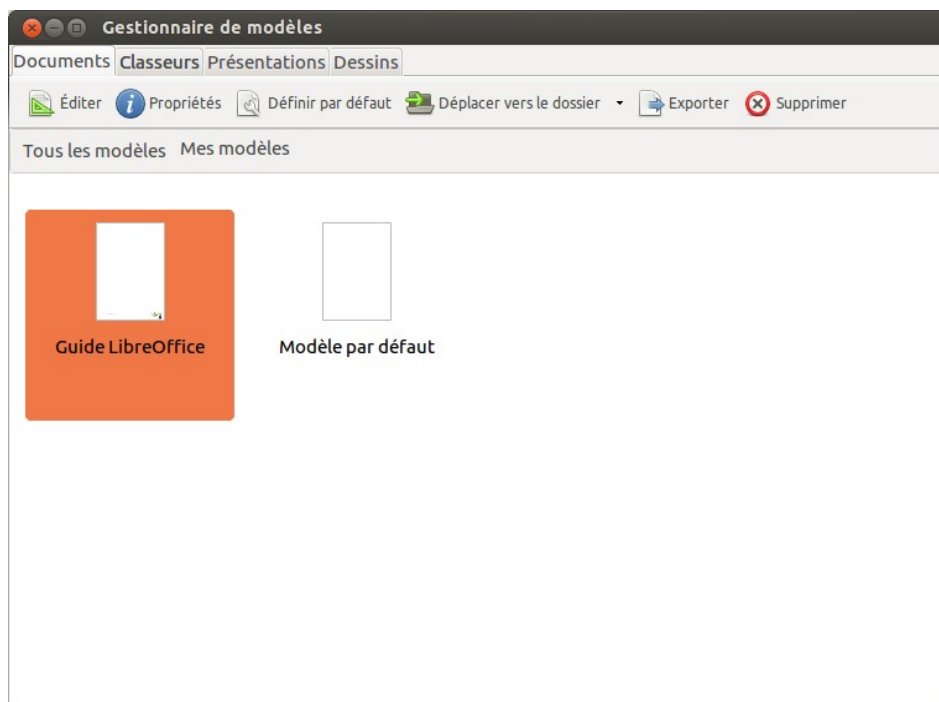 Gestionnaire de modèles
Documents Classeurs Présentations Dessins
Éditer Propriétés Définir par défaut Déplacer vers le dossier Exporter Supprimer
Tous les modèles Mes modèles
Guide LibreOffice Modèle par défaut